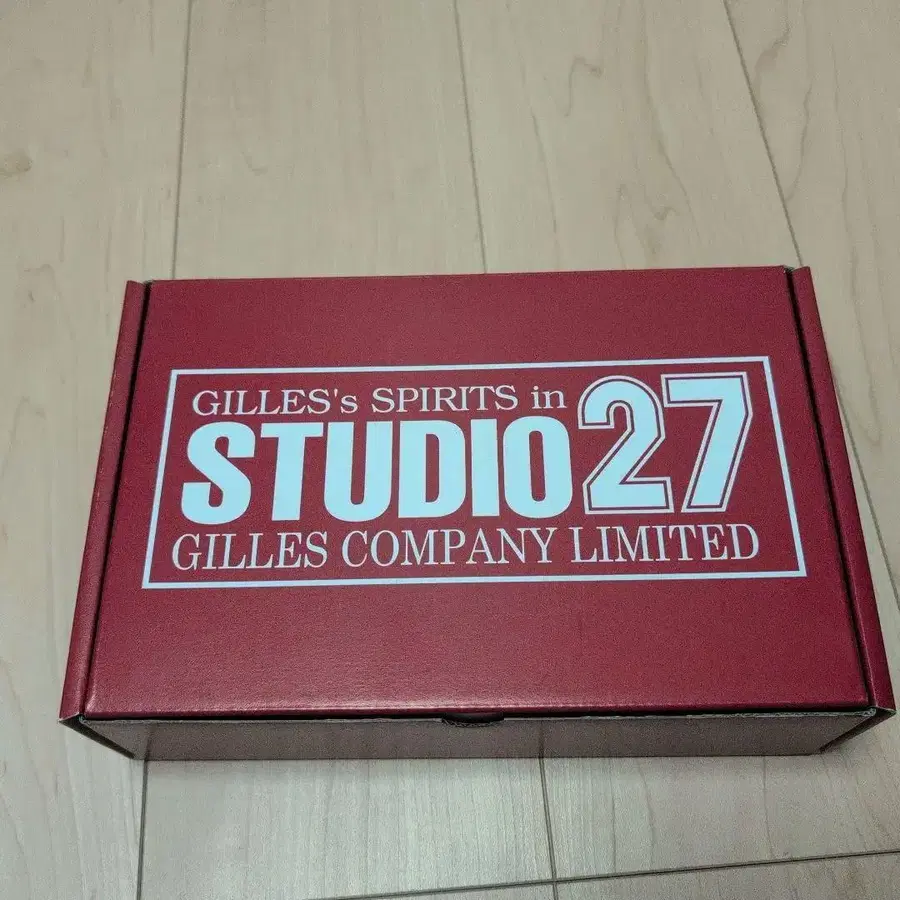 GILLES's SPIRITS in
STUDIO27
GILLES COMPANY LIMITED